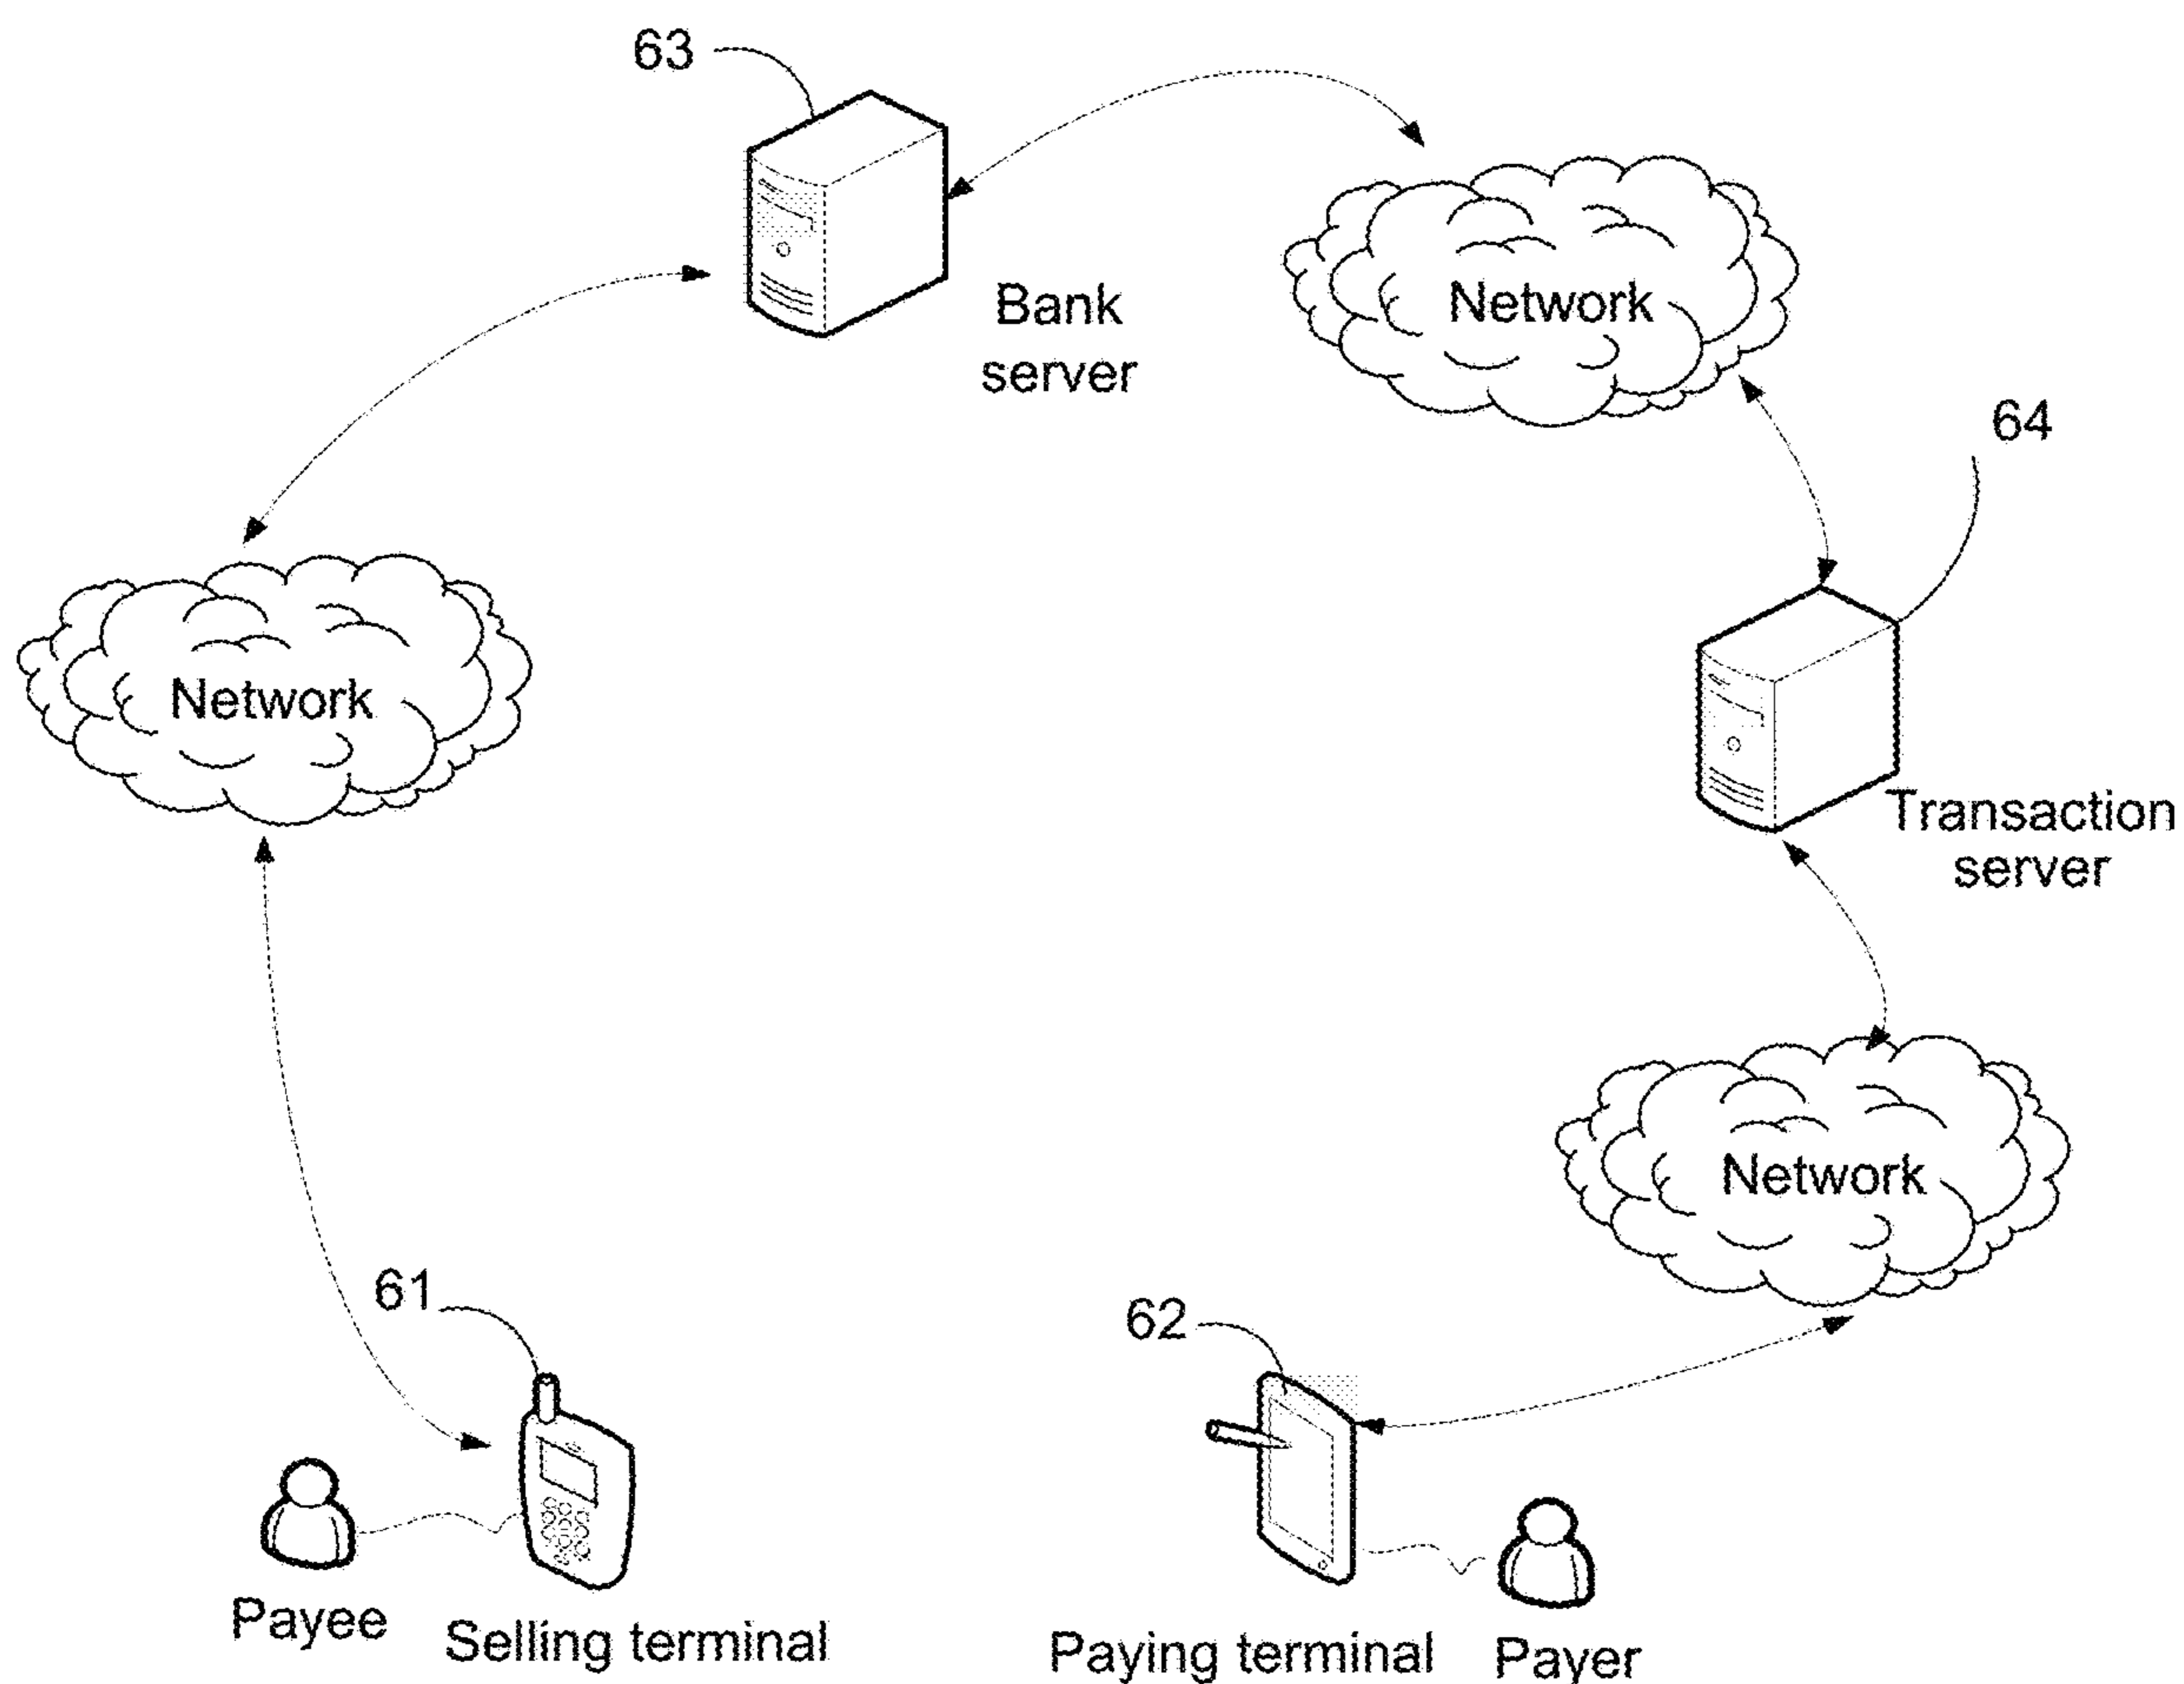 63
Bank
server
Network
64
Network
Transaction
server
Network
61
62
Payee
Selling terminal
Paying terminal
Payer